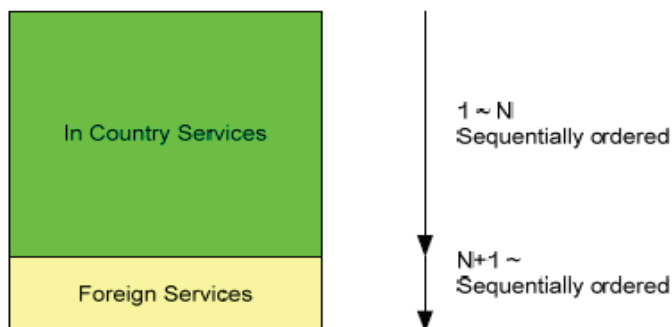 In Country Services
1 ~ N
Sequentially ordered
N+1 ~
Sequentially ordered
Foreign Services